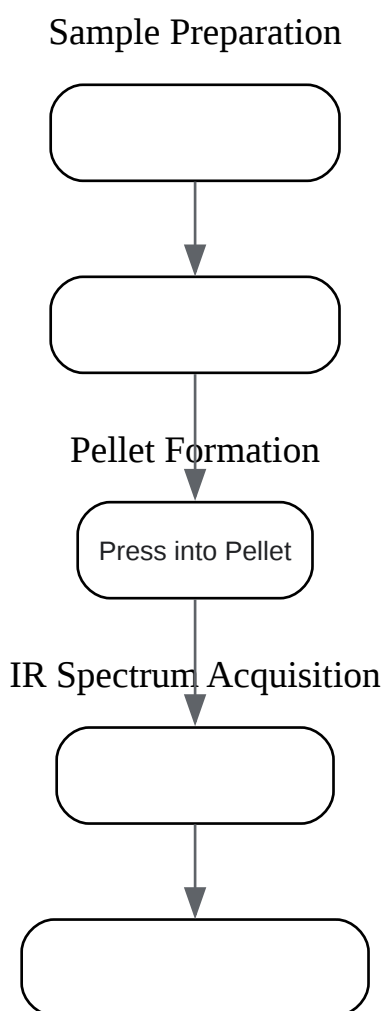 Sample Preparation
Pellet Formation
Press into Pellet
IR Spectrum Acquisition